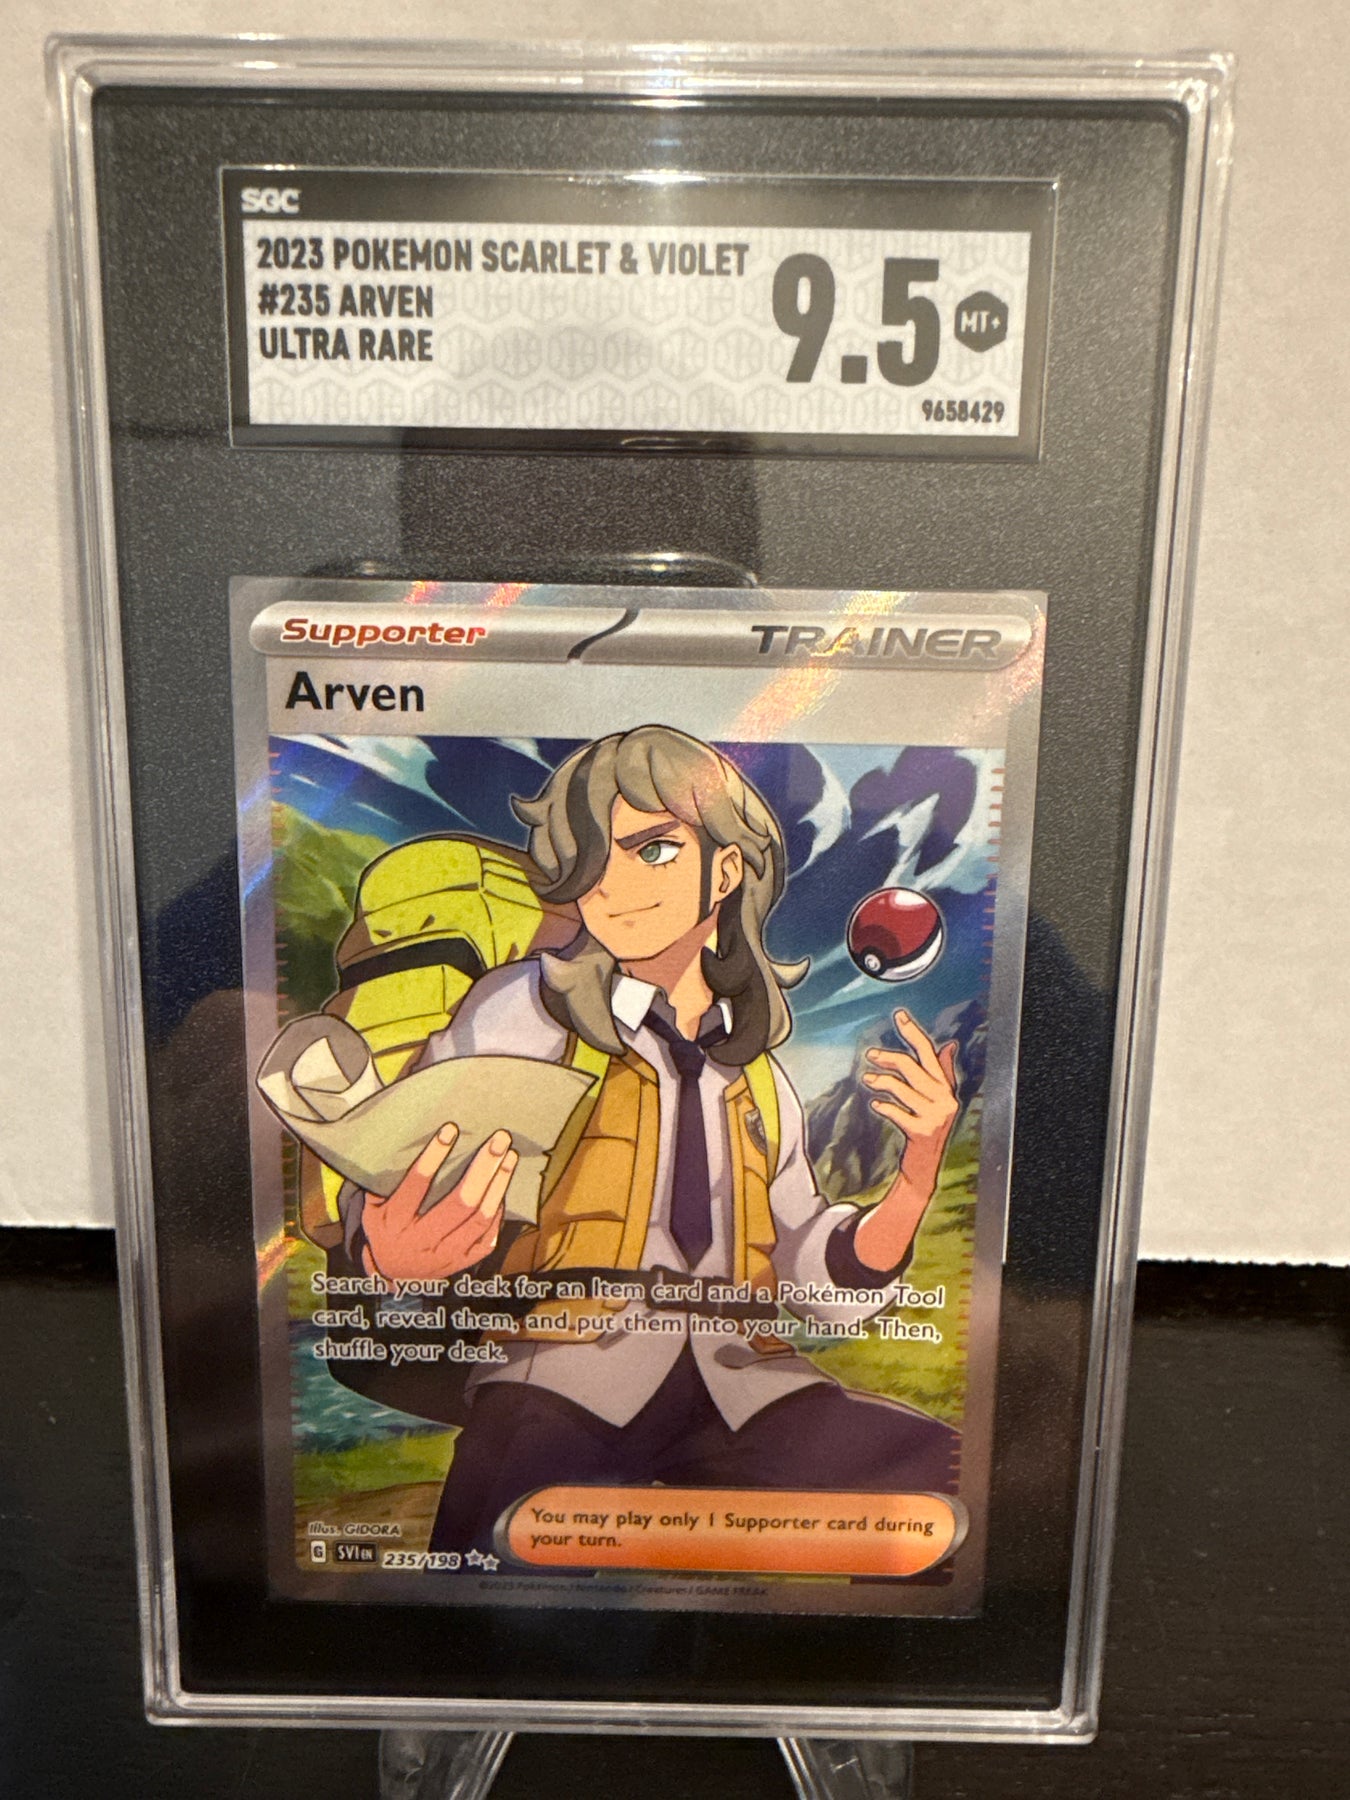 SGC
2023 POKEMON SCARLET & VIOLET
#235 ARVEN
ULTRA RARE
9.5 MT+
9658429
Supporter TRAINER
Arven
Search your deck for an Item card and a Pokémon Tool
card, reveal them, and put them into your hand. Then,
shuffle your deck.
You may play only 1 Supporter card during
your turn.
Illus. GIDORA
G SVI EN 235/198
©2023 Pokémon / Nintendo / Creatures / GAME FREAK